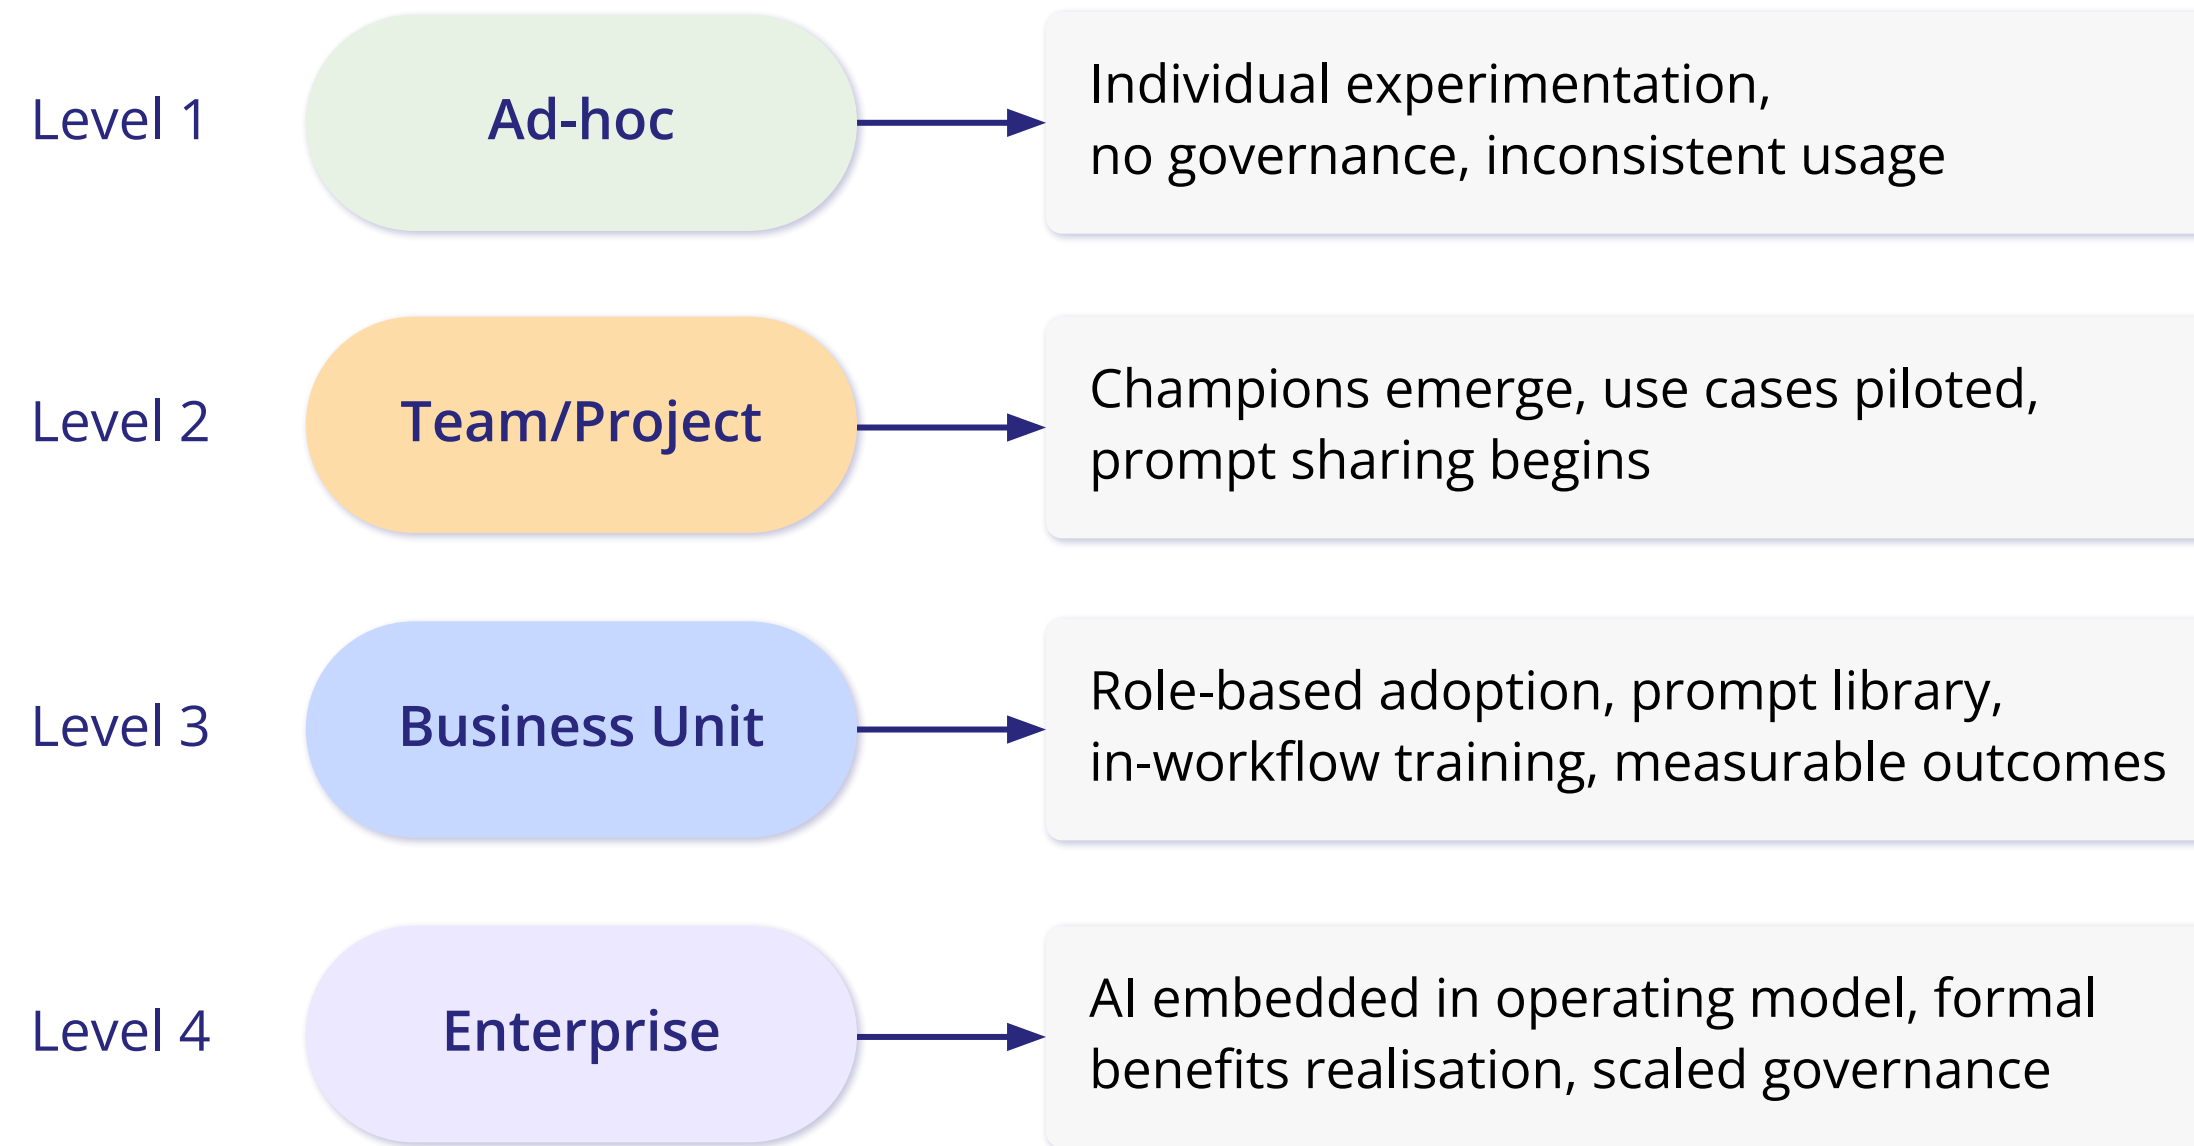 Level 1
Ad-hoc
Individual experimentation,
no governance, inconsistent usage
Level 2
Team/Project
Champions emerge, use cases piloted,
prompt sharing begins
Level 3
Business Unit
Role-based adoption, prompt library,
in-workflow training, measurable outcomes
Level 4
Enterprise
AI embedded in operating model, formal
benefits realisation, scaled governance